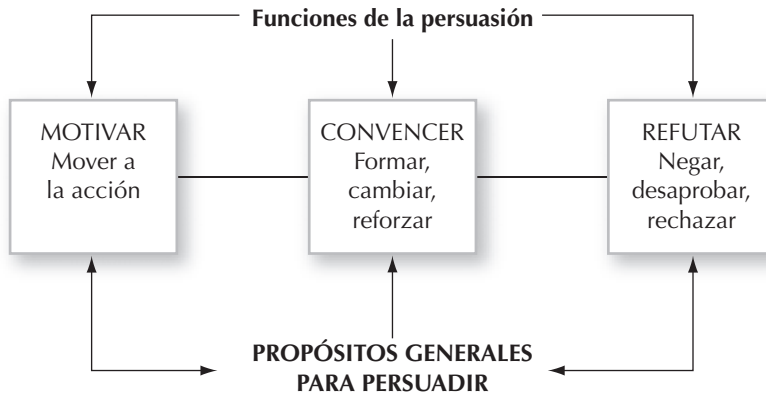 Funciones de la persuasión
MOTIVAR
Mover a
la acción
CONVENCER
Formar,
cambiar,
reforzar
REFUTAR
Negar,
desaprobar,
rechazar
PROPÓSITOS GENERALES
PARA PERSUADIR